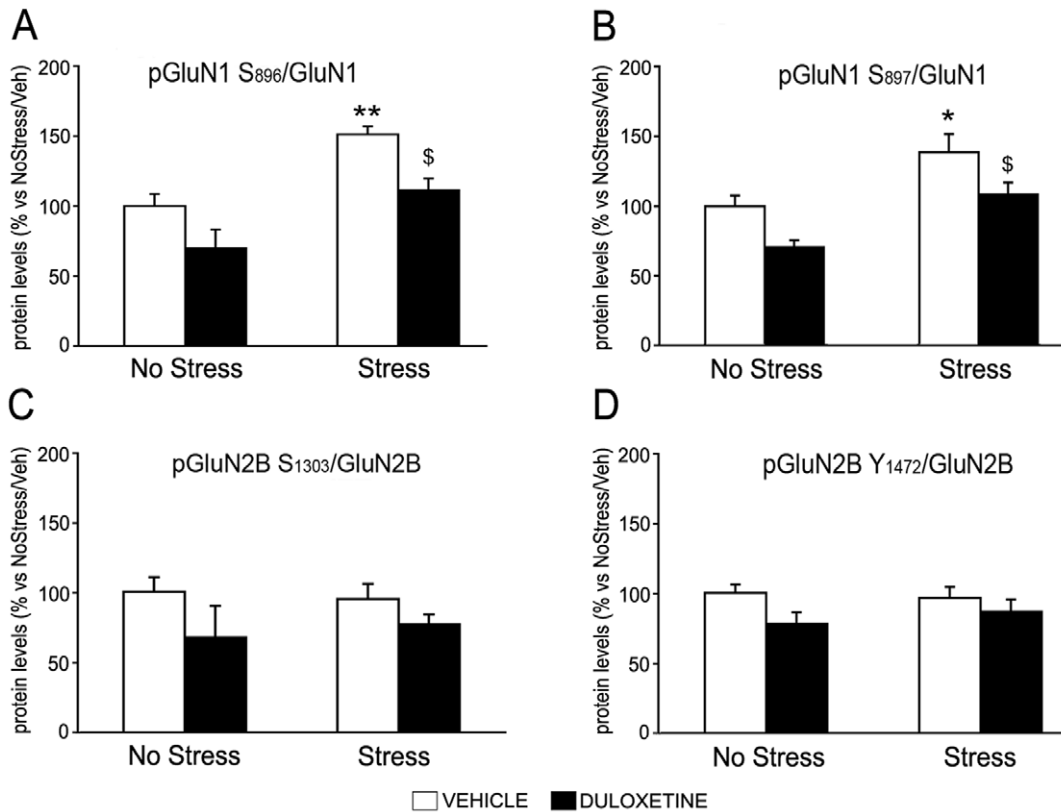 A
pGluN1 S896/GluN1
protein levels (% vs NoStress/Veh)
200
150
100
50
0
**
$
No Stress
Stress
B
pGluN1 S897/GluN1
protein levels (% vs NoStress/Veh)
200
150
100
50
0
*
$
No Stress
Stress
C
pGluN2B S1303/GluN2B
protein levels (% vs NoStress/Veh)
200
150
100
50
0
No Stress
Stress
D
pGluN2B Y1472/GluN2B
protein levels (% vs NoStress/Veh)
200
150
100
50
0
No Stress
Stress
VEHICLE
DULOXETINE